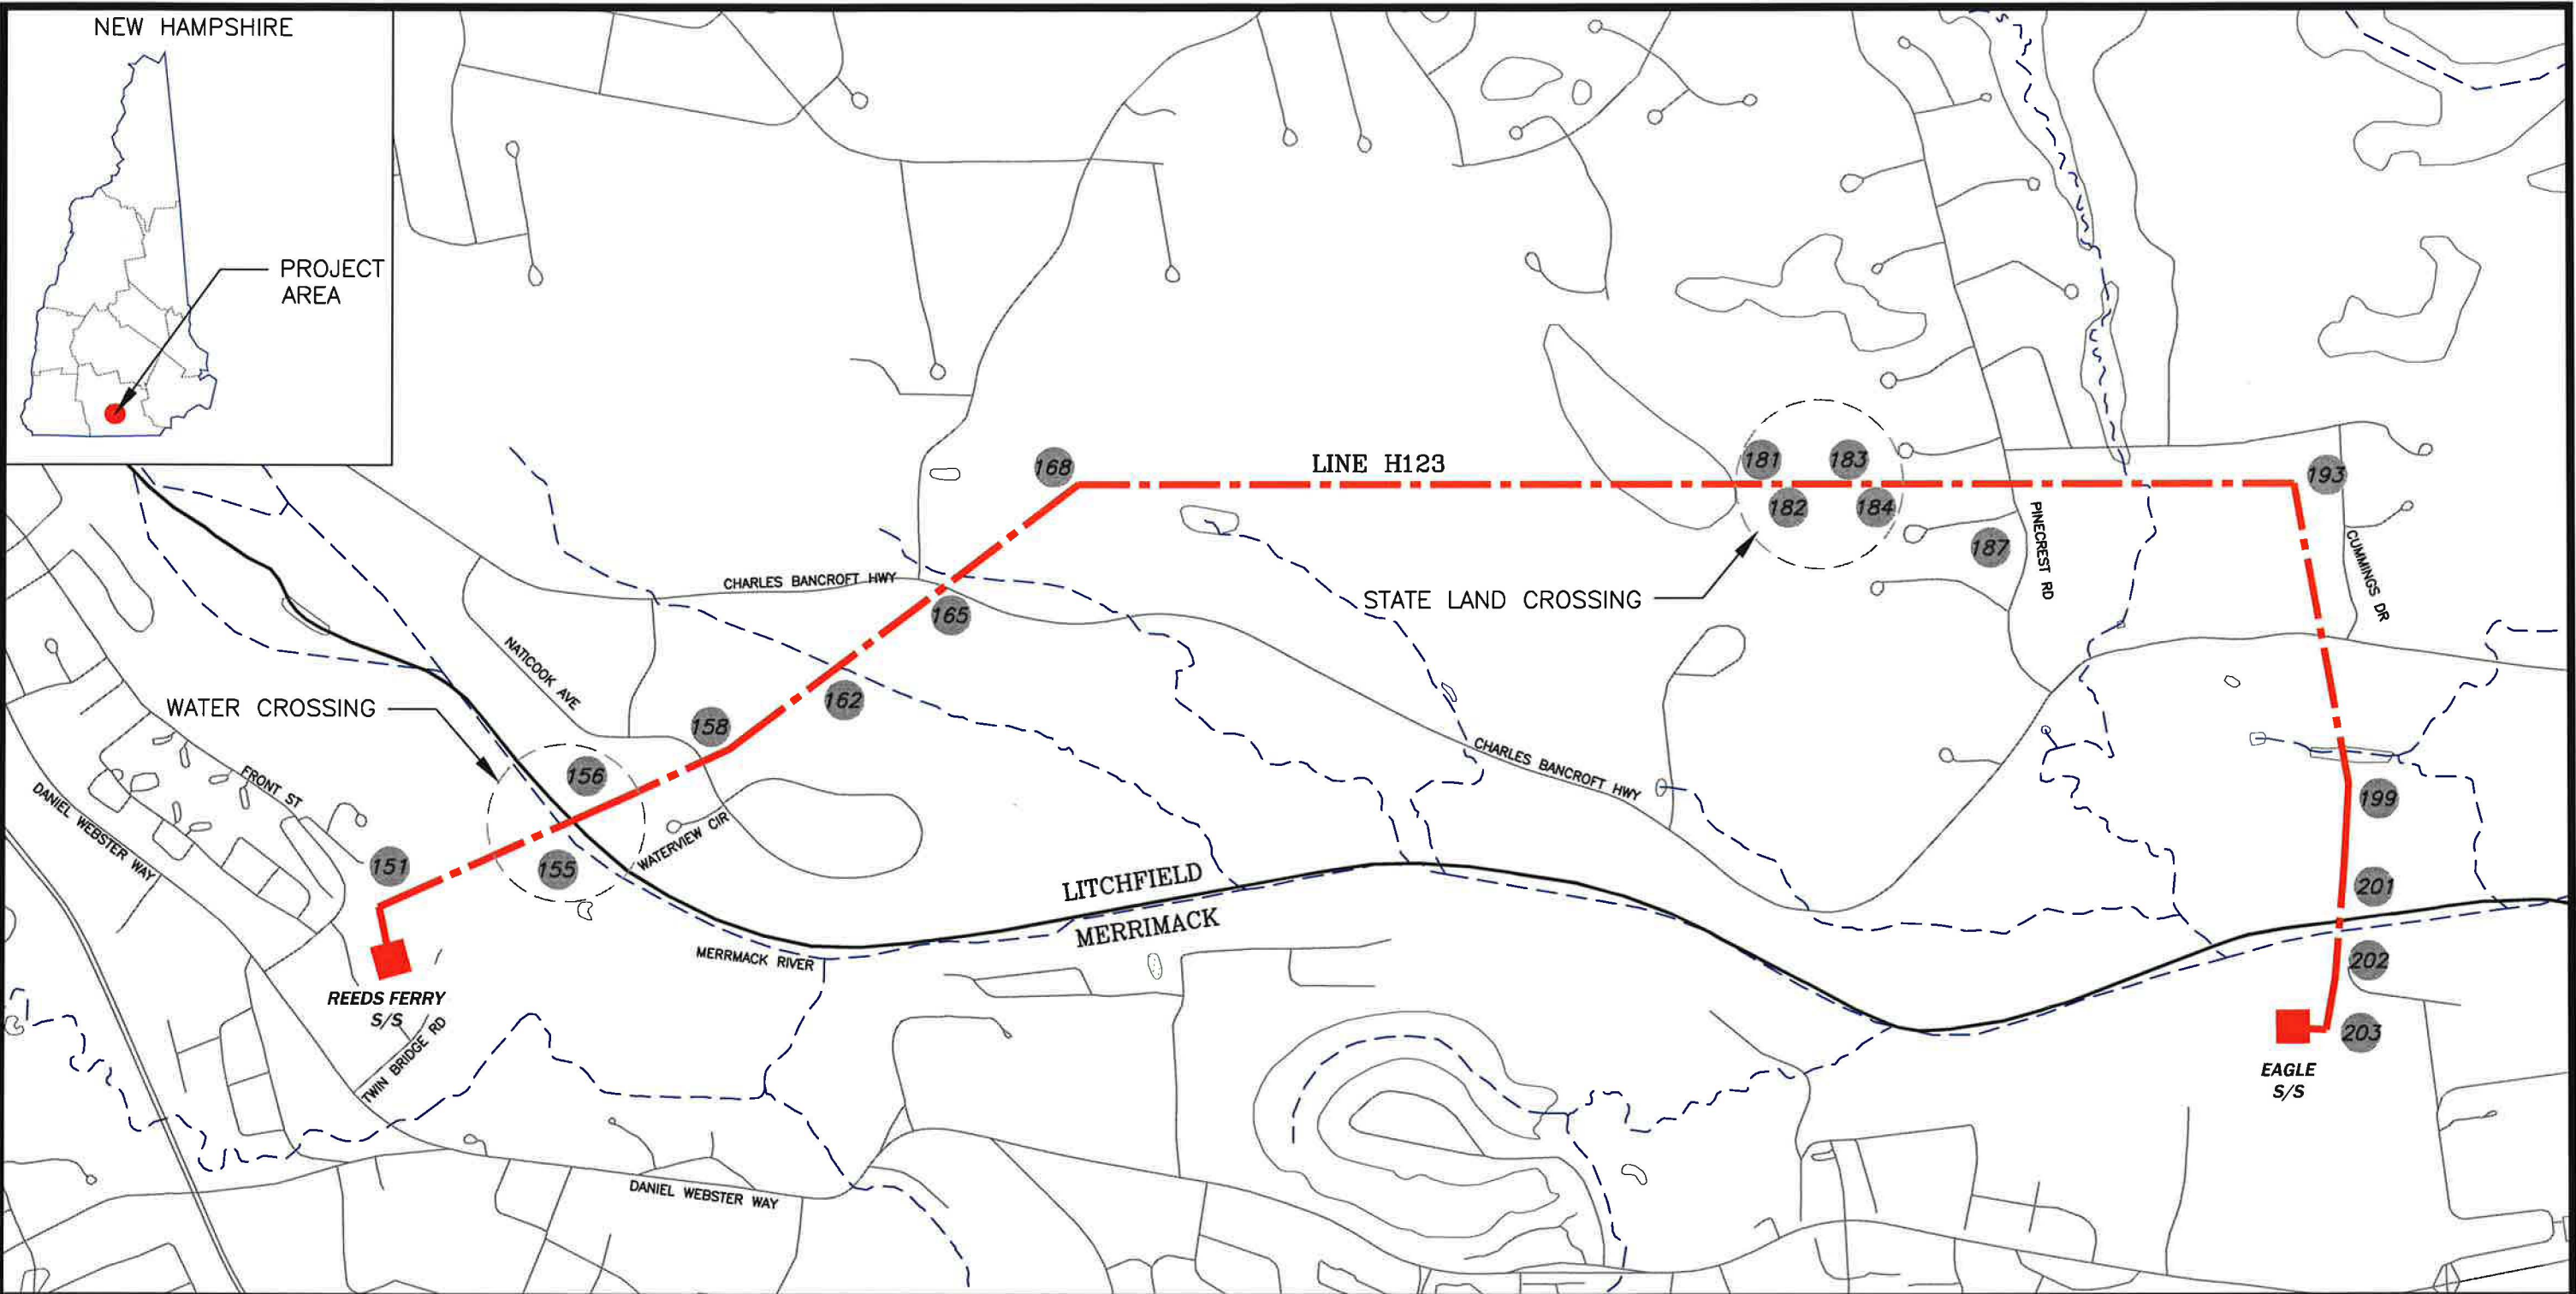 NEW HAMPSHIRE
PROJECT
AREA
LINE H123
168
181
183
182
184
193
187
PINECREST RD
CUMMINGS DR
CHARLES BANCROFT HWY
165
STATE LAND CROSSING
NATICOOK AVE
162
WATER CROSSING
158
156
CHARLES BANCROFT HWY
FRONT ST
DANIEL WEBSTER WAY
199
151
155
WATERVIEW CIR
LITCHFIELD
MERRIMACK
201
MERRMACK RIVER
202
REEDS FERRY
S/S
TWIN BRIDGE RD
203
EAGLE
S/S
DANIEL WEBSTER WAY